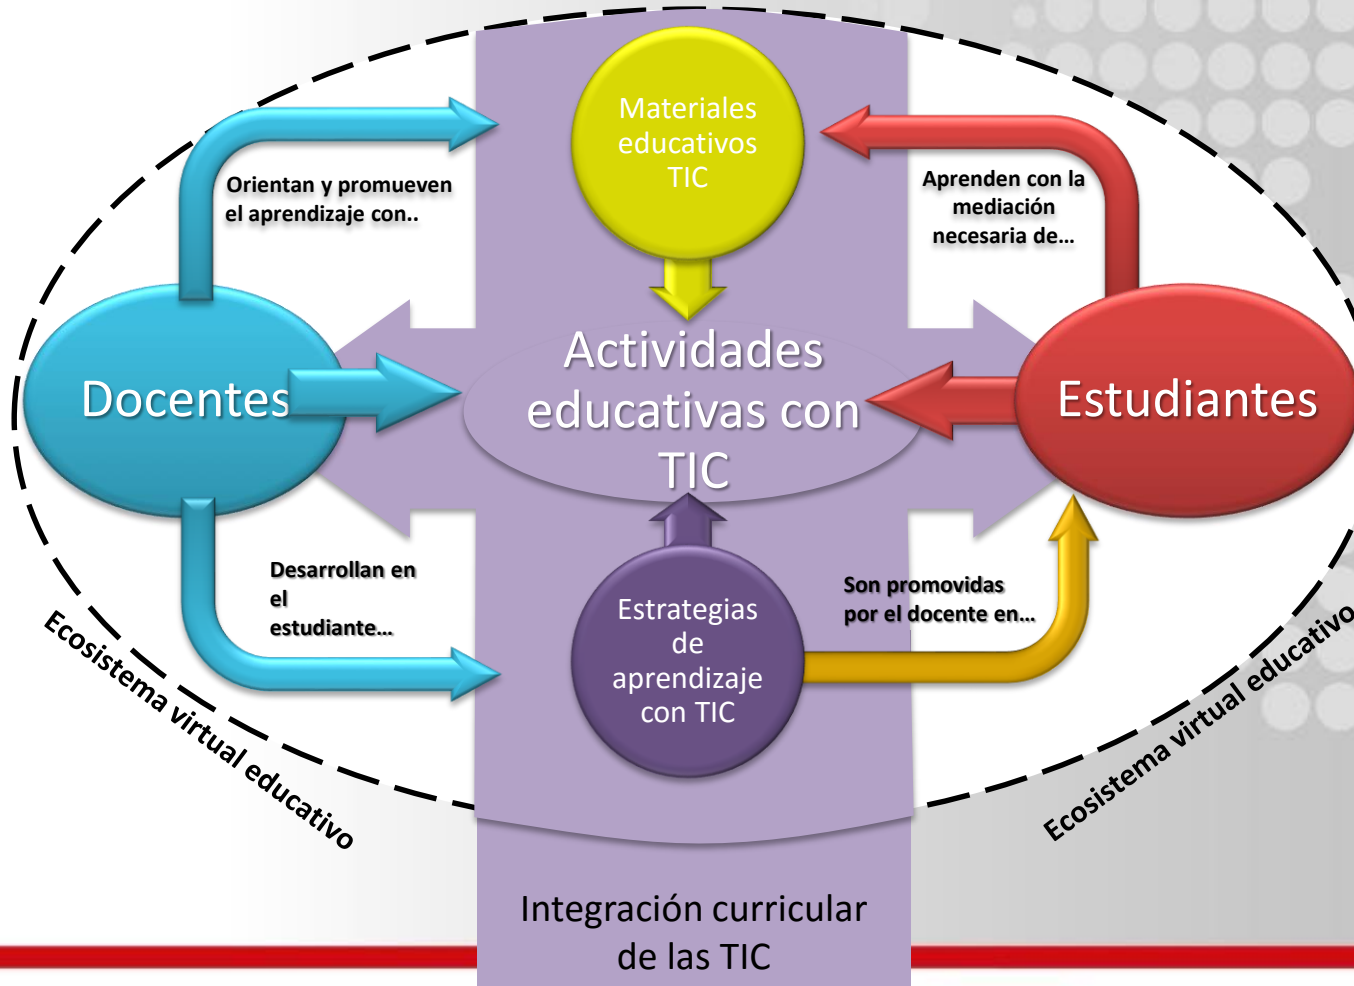 Materiales
educativos
TIC
Orientan y promueven
el aprendizaje con..
Aprenden con la
mediación
necesaria de...
Docentes
Actividades
educativas con
TIC
Estudiantes
Desarrollan en
el
estudiante...
Estrategias
de
aprendizaje
con TIC
Son promovidas
por el docente en...
Ecosistema virtual educativo
Ecosistema virtual educativo
Integración curricular
de las TIC